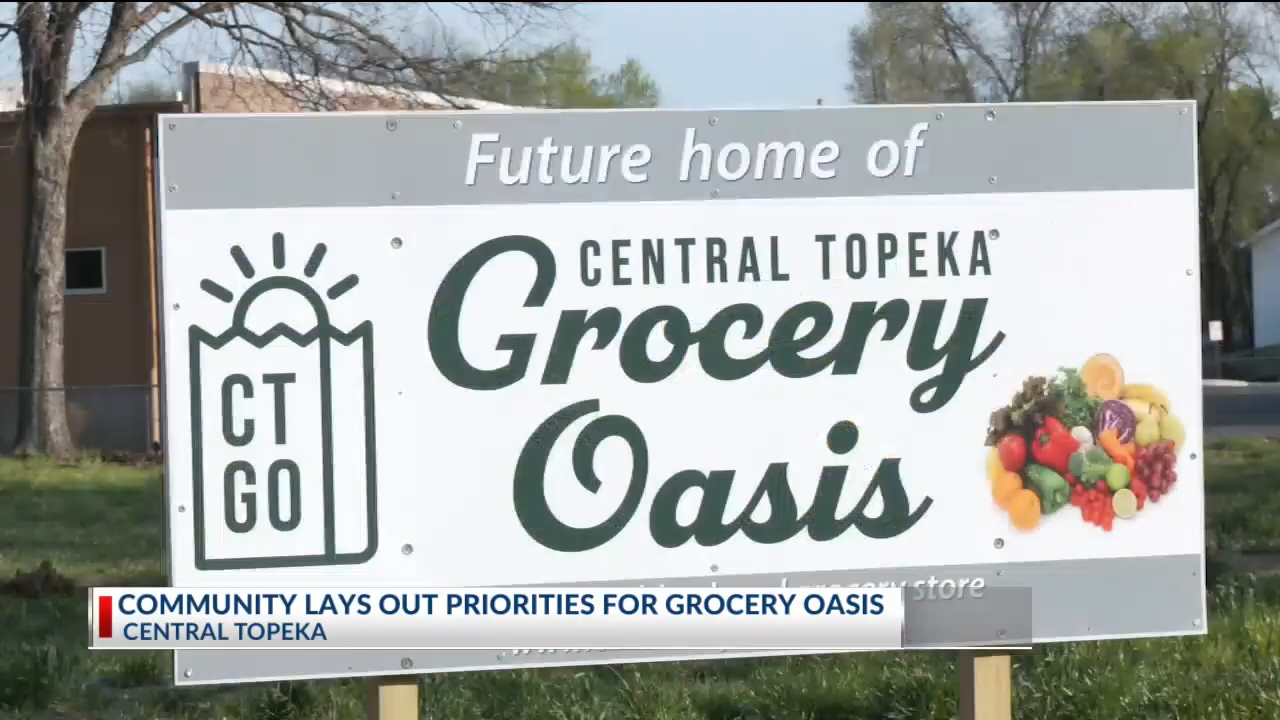 Future home of
CENTRAL TOPEKA
Grocery
Oasis
CT
GO
grocery store
COMMUNITY LAYS OUT PRIORITIES FOR GROCERY OASIS
CENTRAL TOPEKA